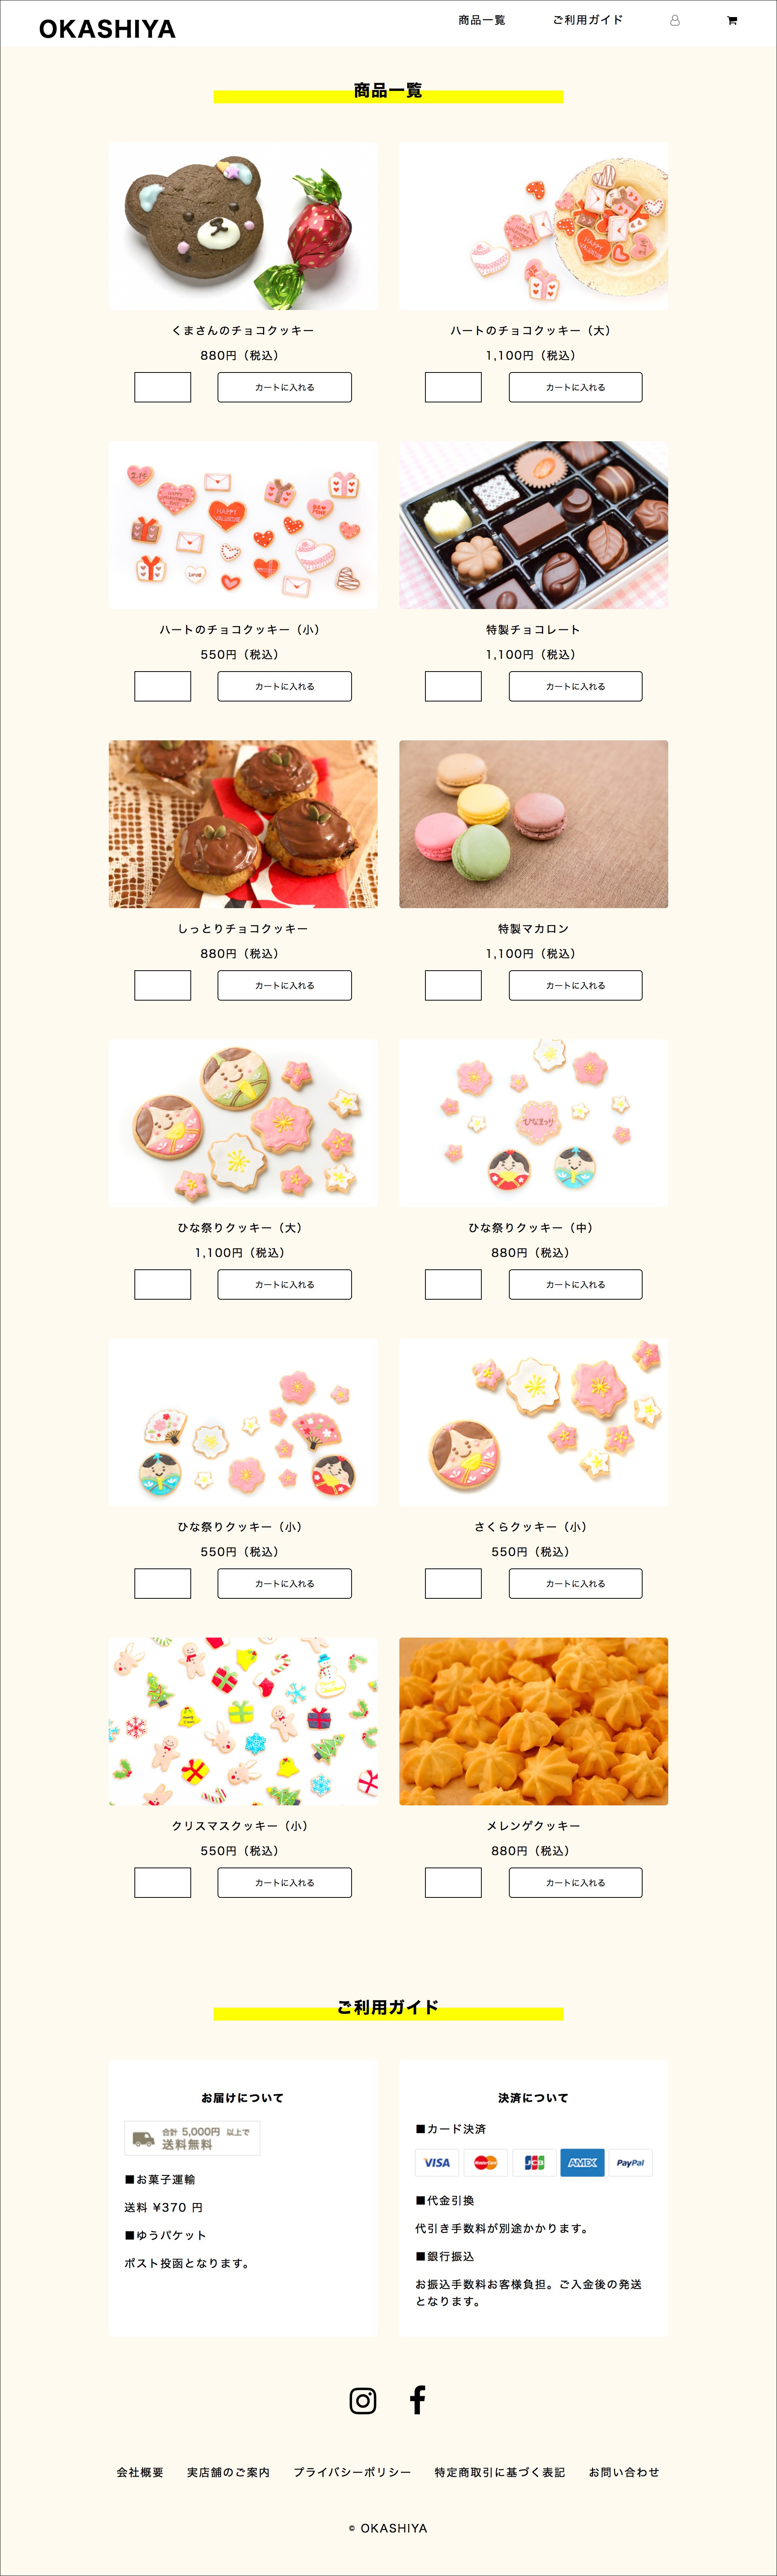 OKASHIYA
商品一覧
ご利用ガイド
商品一覧
くまさんのチョコクッキー
880円（税込）
カートに入れる
HAPPY VALENTINE
ハートのチョコクッキー（大）
1,100円（税込）
カートに入れる
HAPPY VALENTINE
LOVE
ハートのチョコクッキー（小）
550円（税込）
カートに入れる
特製チョコレート
1,100円（税込）
カートに入れる
しっとりチョコクッキー
880円（税込）
カートに入れる
特製マカロン
1,100円（税込）
カートに入れる
ひな祭りクッキー（大）
1,100円（税込）
カートに入れる
ひなまつり
ひな祭りクッキー（中）
880円（税込）
カートに入れる
ひな祭りクッキー（小）
550円（税込）
カートに入れる
さくらクッキー（小）
550円（税込）
カートに入れる
クリスマスクッキー（小）
550円（税込）
カートに入れる
メレンゲクッキー
880円（税込）
カートに入れる
ご利用ガイド
お届けについて
合計 5,000円 以上で
送料無料
■お菓子運輸
送料 ¥370 円
■ゆうパケット
ポスト投函となります。
決済について
■カード決済
VISA
MasterCard
JCB
AMEX
PayPal
■代金引換
代引き手数料が別途かかります。
■銀行振込
お振込手数料お客様負担。ご入金後の発送
となります。
会社概要
実店舗のご案内
プライバシーポリシー
特定商取引に基づく表記
お問い合わせ
© OKASHIYA